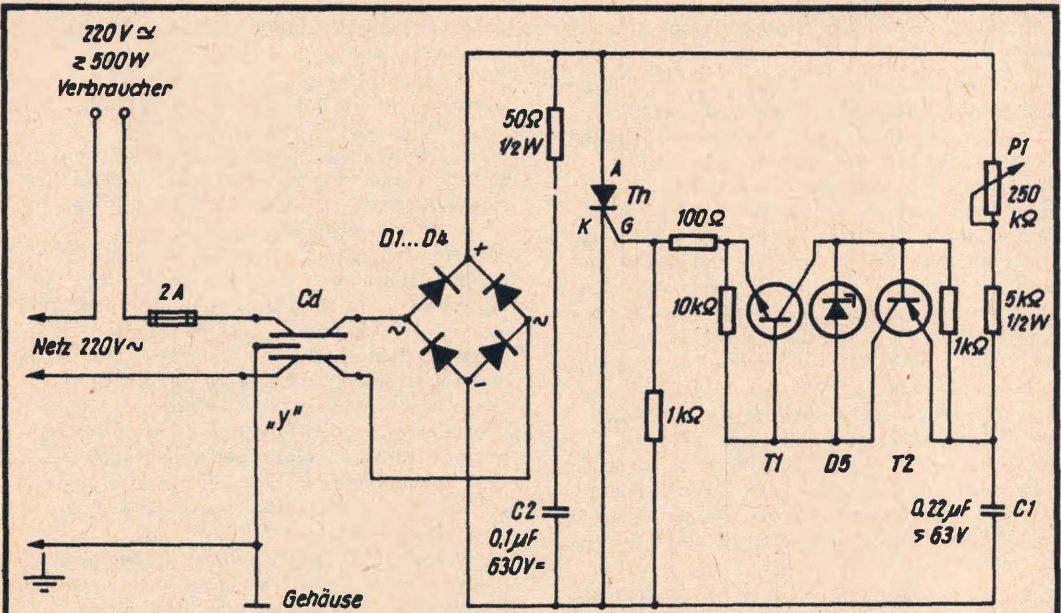 220V ≃
≥ 500W
Verbraucher
2A
Cd
Netz 220V~
„y"
Gehäuse
D1...D4
+
~
~
-
50Ω
1/2W
C2
0,1µF
630V=
A
Th
K
G
100Ω
1kΩ
10kΩ
T1
D5
T2
1kΩ
P1
250
kΩ
5kΩ
1/2W
0,22µF
≤ 63V
C1